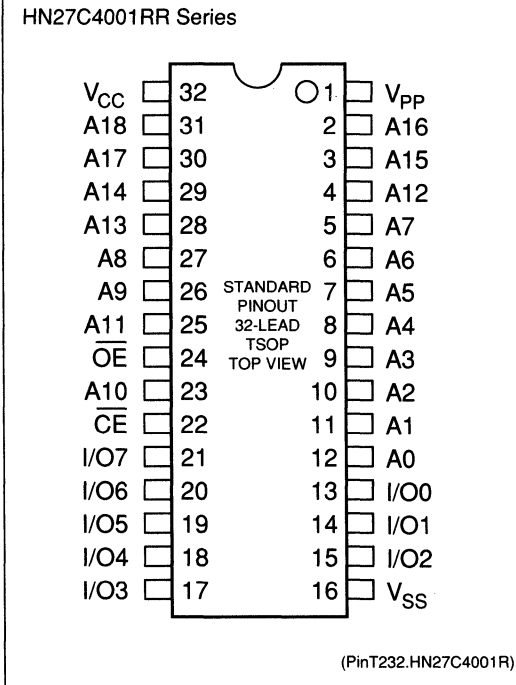 HN27C4001RR Series
VCC 32 1 VPP
A18 31 2 A16
A17 30 3 A15
A14 29 4 A12
A13 28 5 A7
A8 27 6 A6
A9 26 STANDARD 7 A5
PINOUT
A11 25 32-LEAD 8 A4
TSOP
O̅E̅ 24 TOP VIEW 9 A3
A10 23 10 A2
C̅E̅ 22 11 A1
I/O7 21 12 A0
I/O6 20 13 I/O0
I/O5 19 14 I/O1
I/O4 18 15 I/O2
I/O3 17 16 VSS
(PinT232.HN27C4001R)